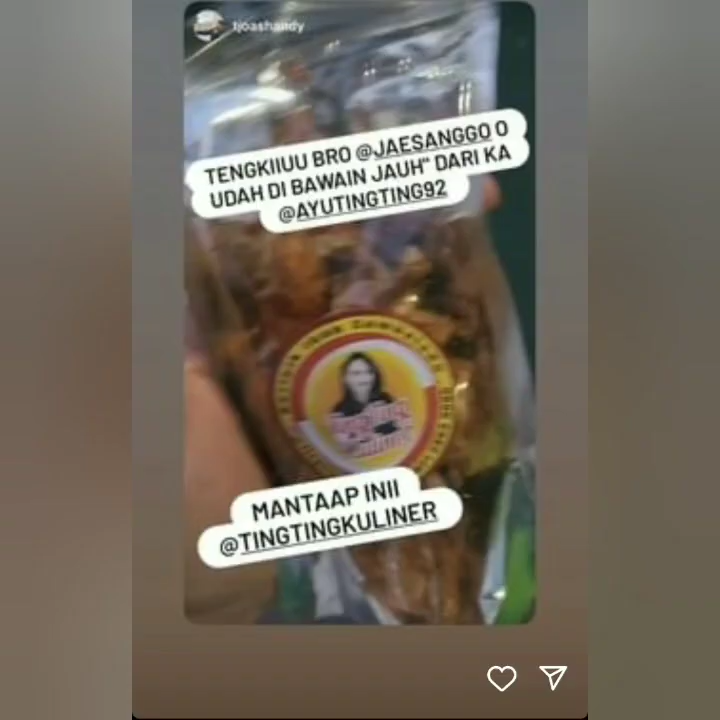 tjoashandy
TENGKIIUU BRO @JAESANGGO O
UDAH DI BAWAIN JAUH" DARI KA
@AYUTINGTING92
MANTAAP INII
@TINGTINGKULINER